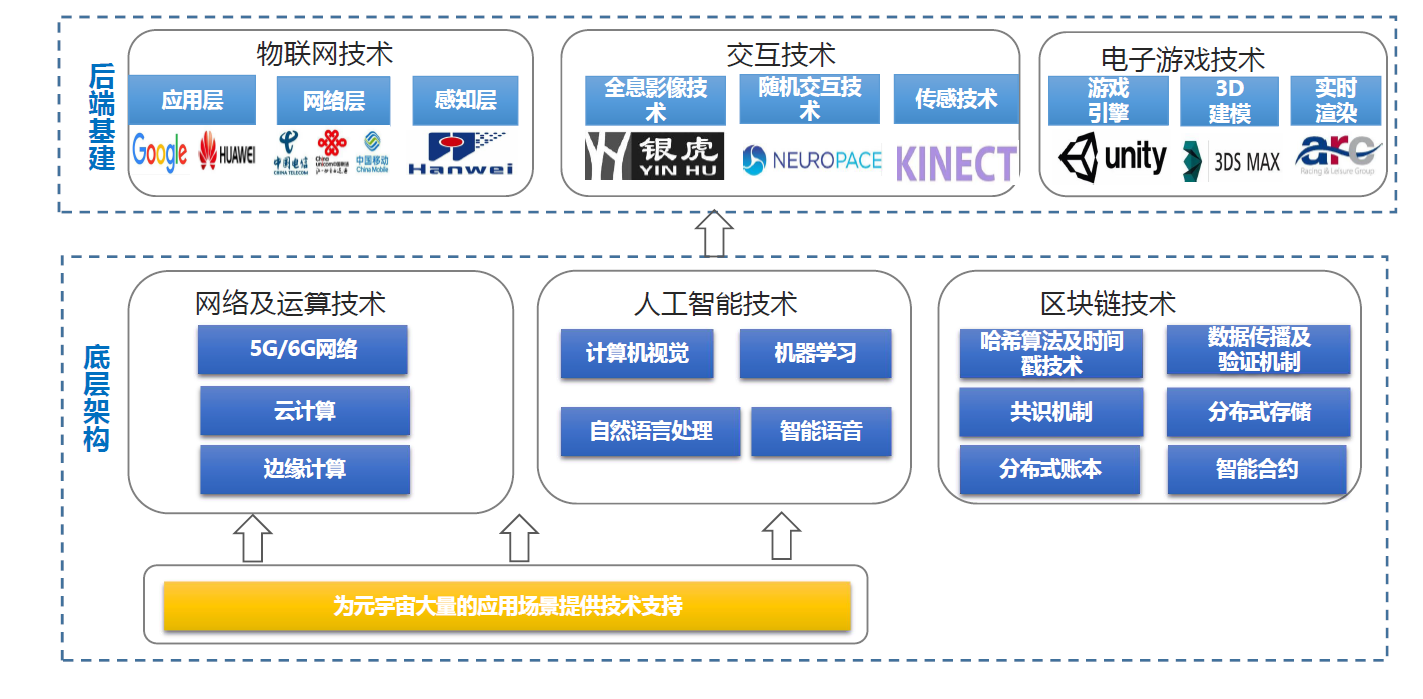 后端基建
物联网技术
应用层
网络层
感知层
Google
HUAWEI
中国电信
CHINA TELECOM
China
unicom中国联通
中国移动
China Mobile
Hanwei
交互技术
全息影像技
术
随机交互技
术
传感技术
银虎
YIN HU
NEUROPACE
KINECT
电子游戏技术
游戏
引擎
3D
建模
实时
渲染
unity
3DS MAX
arc
Racing & Leisure Group
底层架构
网络及运算技术
5G/6G网络
云计算
边缘计算
人工智能技术
计算机视觉
机器学习
自然语言处理
智能语音
区块链技术
哈希算法及时间
戳技术
数据传播及
验证机制
共识机制
分布式存储
分布式账本
智能合约
为元宇宙大量的应用场景提供技术支持